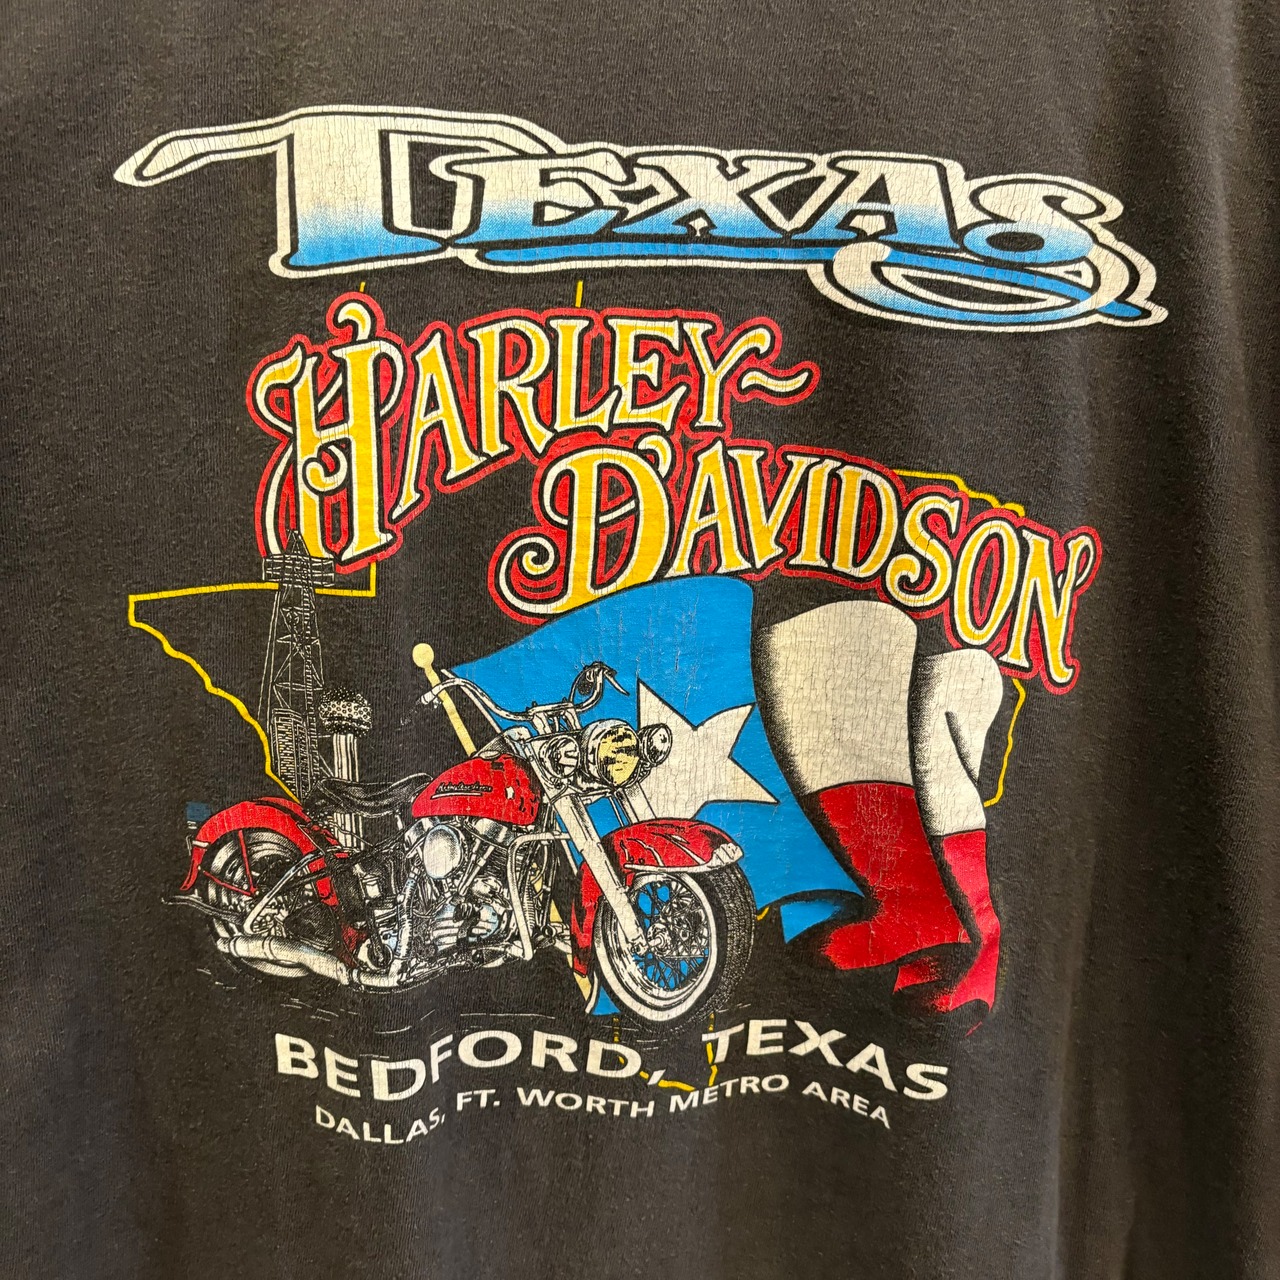 TEXAS
HARLEY-
DAVIDSON
BEDFORD, TEXAS
DALLAS, FT. WORTH METRO AREA